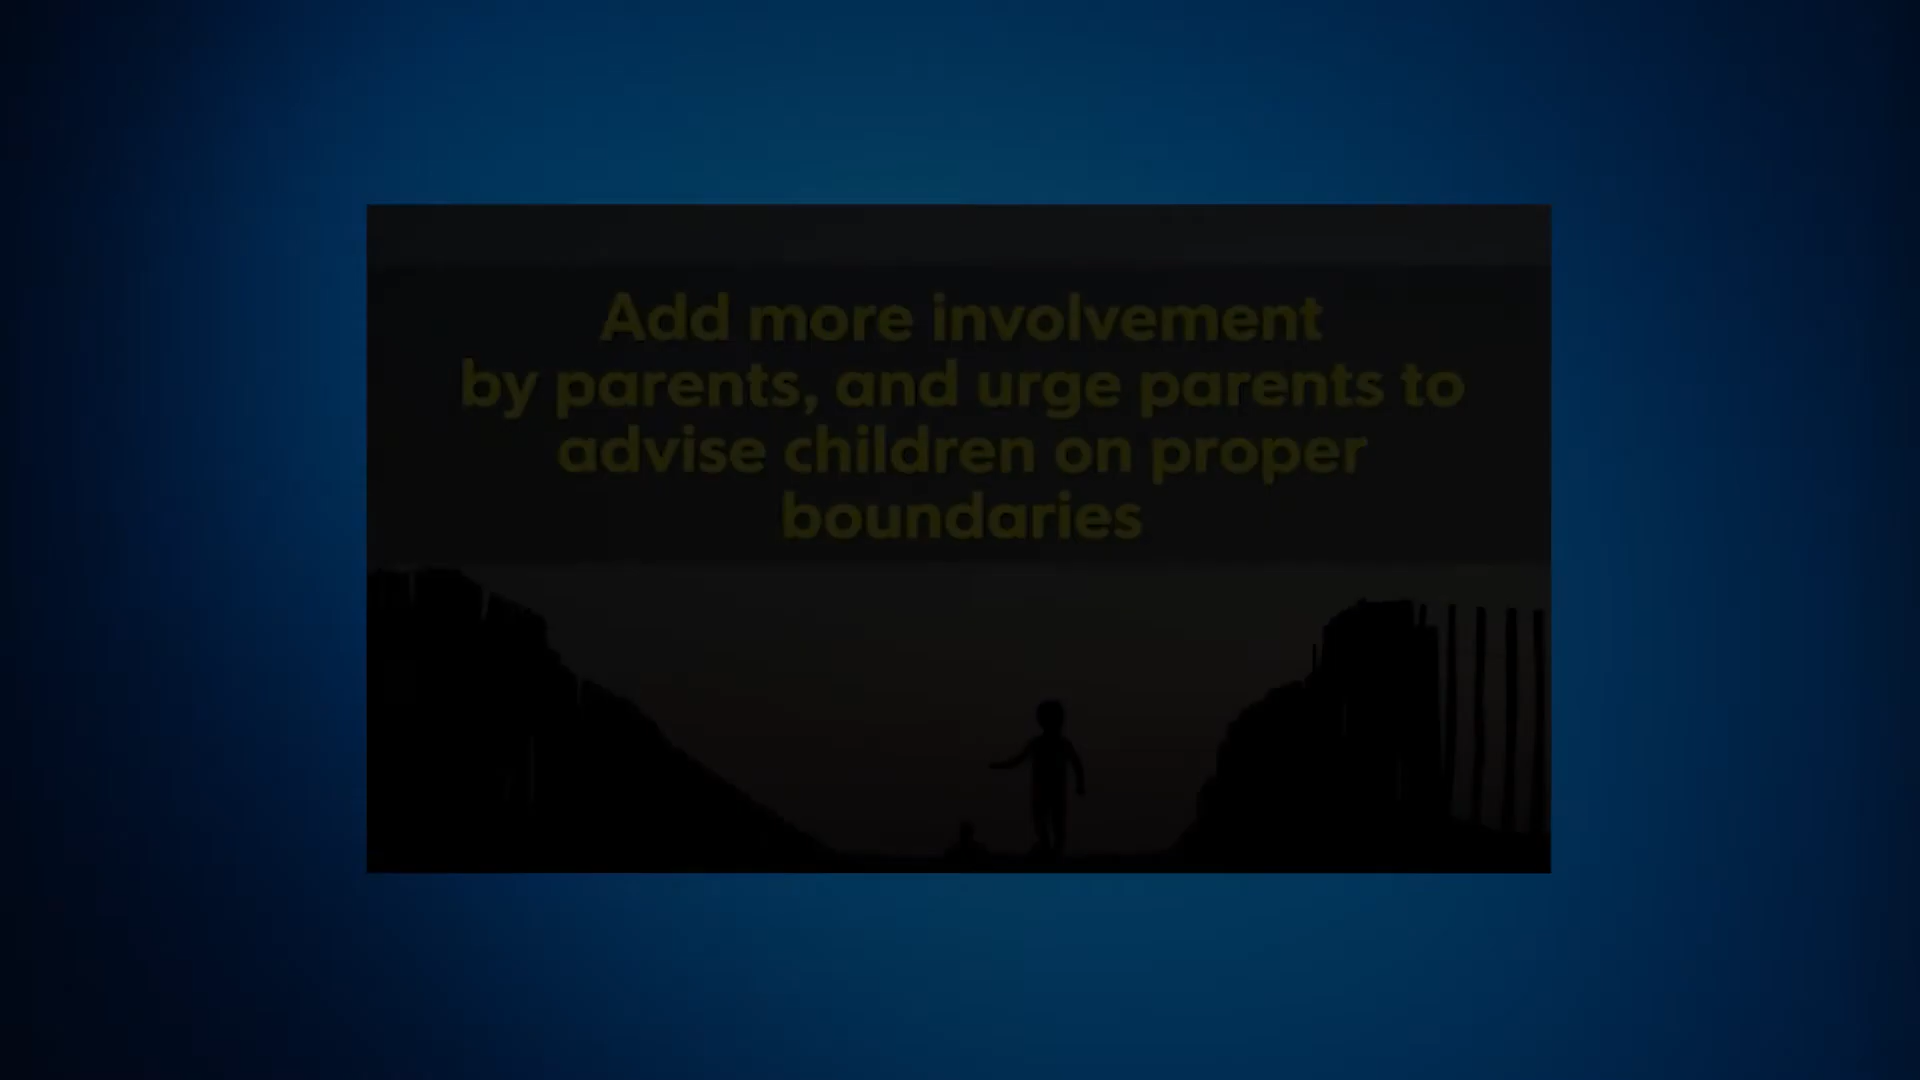 Add more involvement
by parents, and urge parents to
advise children on proper
boundaries